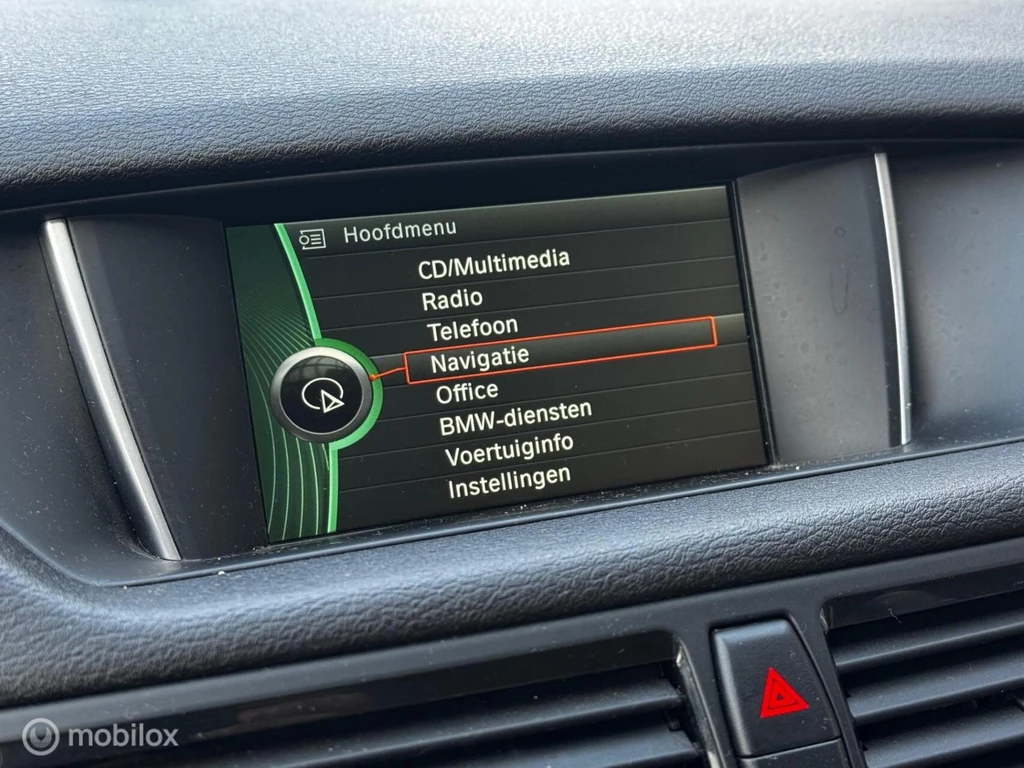 Hoofdmenu
CD/Multimedia
Radio
Telefoon
Navigatie
Office
BMW-diensten
Voertuiginfo
Instellingen
mobilox